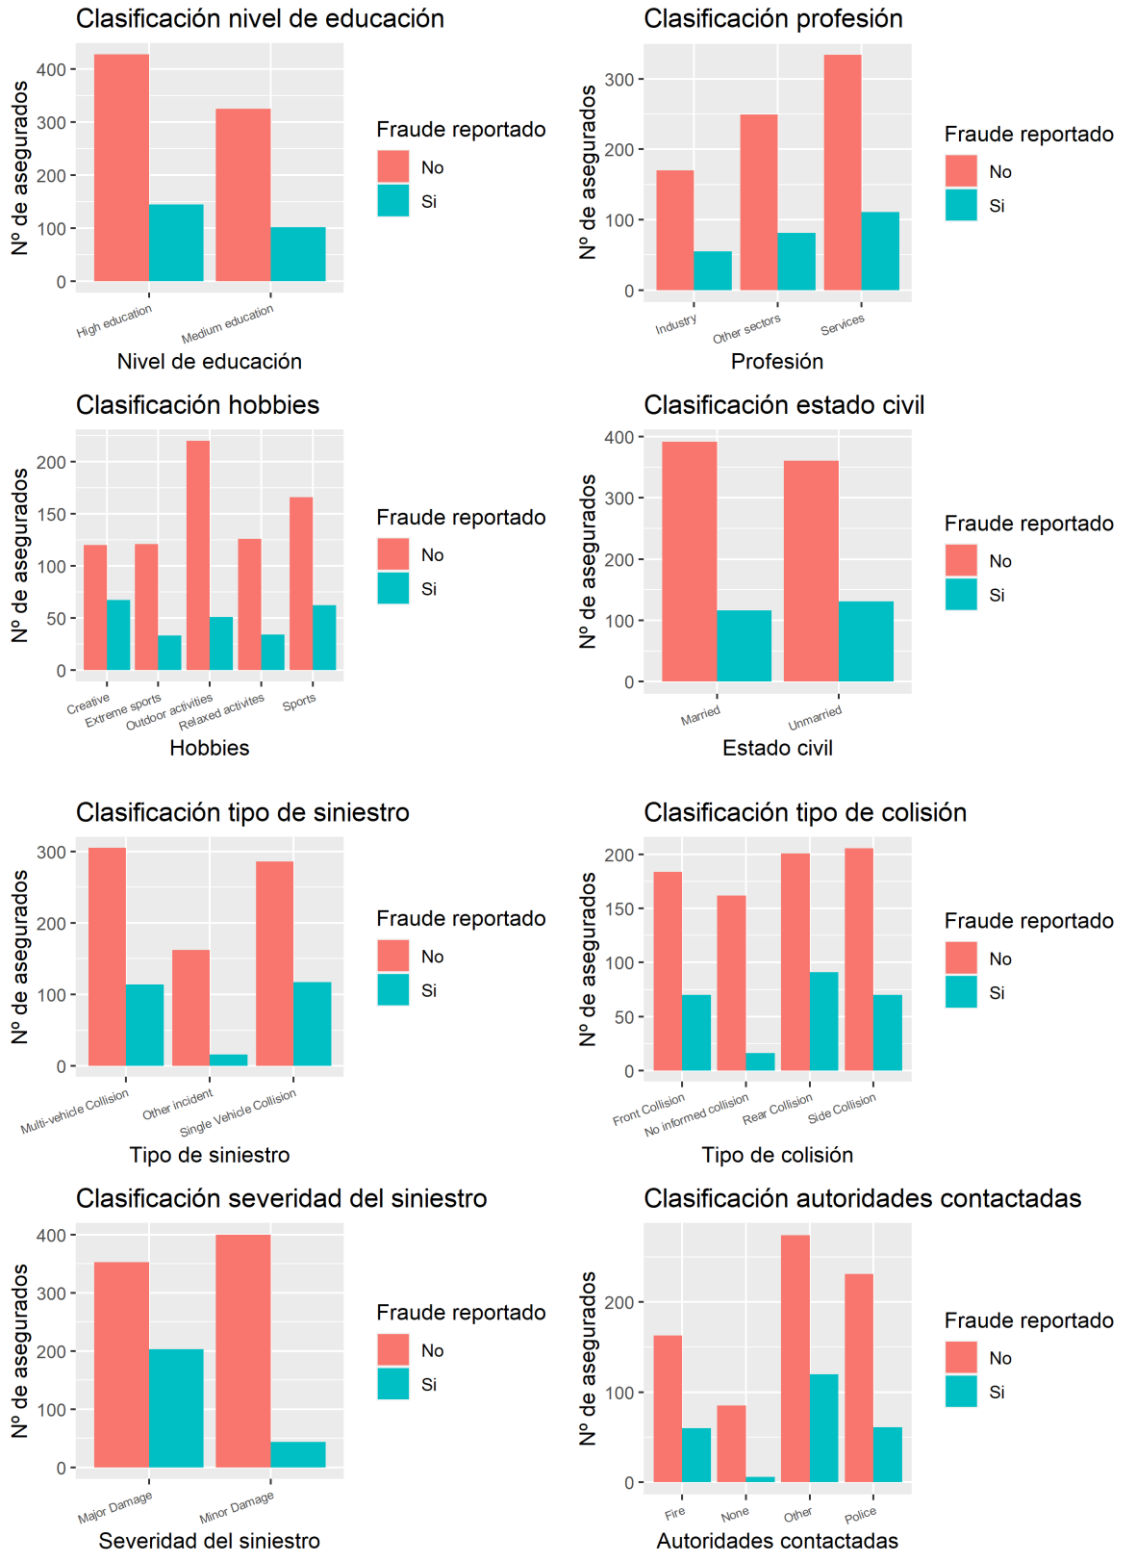 Clasificación nivel de educación
Nº de asegurados
400
300
200
100
0
High education
Medium education
Nivel de educación
Fraude reportado
No
Si
Clasificación profesión
Nº de asegurados
300
200
100
0
Industry
Other sectors
Services
Profesión
Fraude reportado
No
Si
Clasificación hobbies
Nº de asegurados
200
150
100
50
0
Creative
Extreme sports
Outdoor activities
Relaxed activites
Sports
Hobbies
Fraude reportado
No
Si
Clasificación estado civil
Nº de asegurados
400
300
200
100
0
Married
Unmarried
Estado civil
Fraude reportado
No
Si
Clasificación tipo de siniestro
Nº de asegurados
300
200
100
0
Multi-vehicle Collision
Other incident
Single Vehicle Collision
Tipo de siniestro
Fraude reportado
No
Si
Clasificación tipo de colisión
Nº de asegurados
200
150
100
50
0
Front Collision
No informed collision
Rear Collision
Side Collision
Tipo de colisión
Fraude reportado
No
Si
Clasificación severidad del siniestro
Nº de asegurados
400
300
200
100
0
Major Damage
Minor Damage
Severidad del siniestro
Fraude reportado
No
Si
Clasificación autoridades contactadas
Nº de asegurados
200
100
0
Fire
None
Other
Police
Autoridades contactadas
Fraude reportado
No
Si